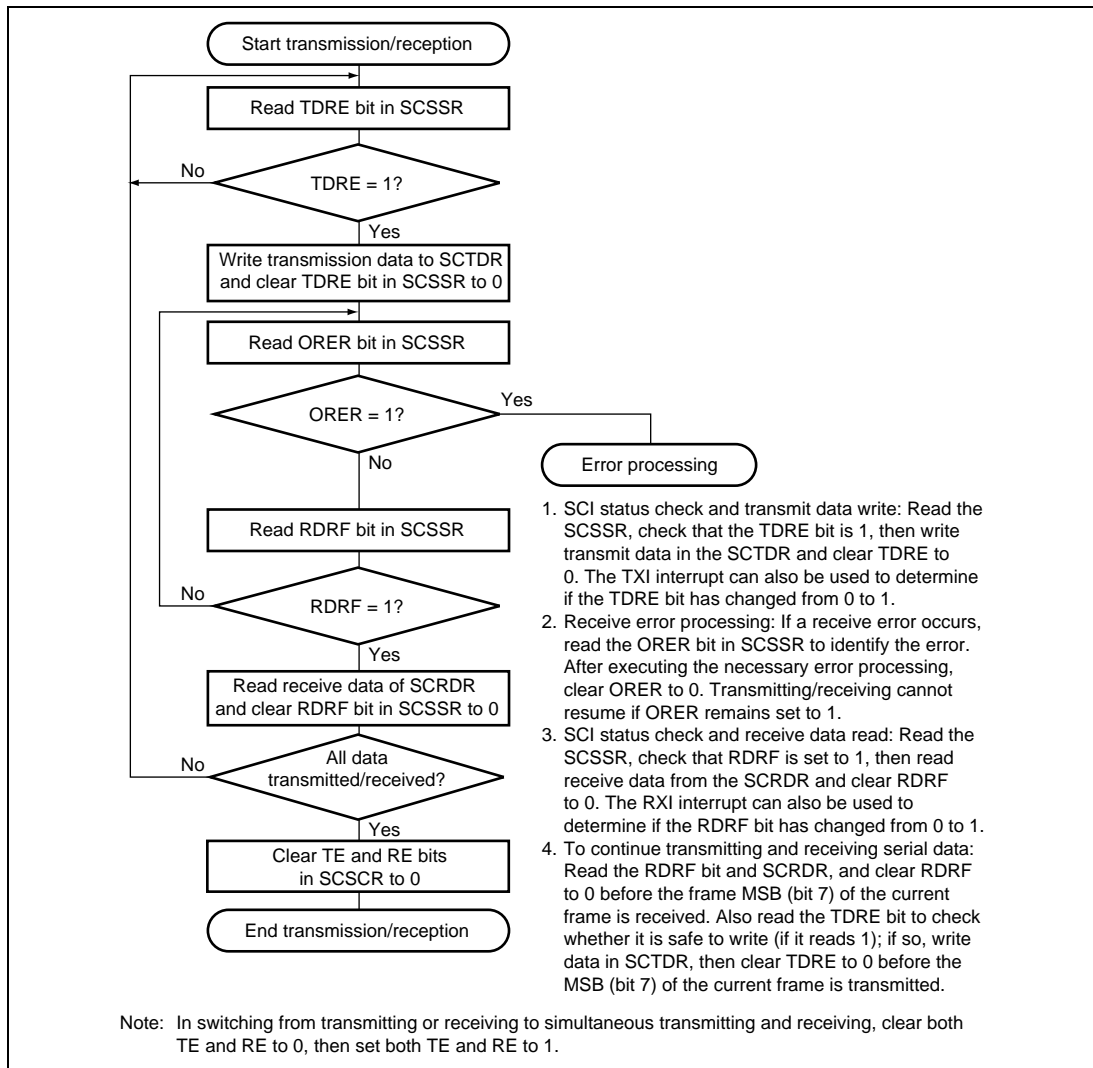 Start transmission/reception
Read TDRE bit in SCSSR
No
TDRE = 1?
Yes
Write transmission data to SCTDR
and clear TDRE bit in SCSSR to 0
Read ORER bit in SCSSR
Yes
ORER = 1?
No
Error processing
Read RDRF bit in SCSSR
No
RDRF = 1?
Yes
Read receive data of SCRDR
and clear RDRF bit in SCSSR to 0
No
All data
transmitted/received?
Yes
Clear TE and RE bits
in SCSCR to 0
End transmission/reception
1. SCI status check and transmit data write: Read the
SCSSR, check that the TDRE bit is 1, then write
transmit data in the SCTDR and clear TDRE to
0. The TXI interrupt can also be used to determine
if the TDRE bit has changed from 0 to 1.
2. Receive error processing: If a receive error occurs,
read the ORER bit in SCSSR to identify the error.
After executing the necessary error processing,
clear ORER to 0. Transmitting/receiving cannot
resume if ORER remains set to 1.
3. SCI status check and receive data read: Read the
SCSSR, check that RDRF is set to 1, then read
receive data from the SCRDR and clear RDRF
to 0. The RXI interrupt can also be used to
determine if the RDRF bit has changed from 0 to 1.
4. To continue transmitting and receiving serial data:
Read the RDRF bit and SCRDR, and clear RDRF
to 0 before the frame MSB (bit 7) of the current
frame is received. Also read the TDRE bit to check
whether it is safe to write (if it reads 1); if so, write
data in SCTDR, then clear TDRE to 0 before the
MSB (bit 7) of the current frame is transmitted.
Note: In switching from transmitting or receiving to simultaneous transmitting and receiving, clear both
TE and RE to 0, then set both TE and RE to 1.